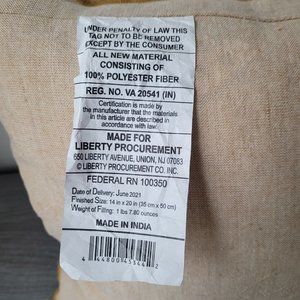 UNDER PENALTY OF LAW THIS
TAG NOT TO BE REMOVED
EXCEPT BY THE CONSUMER
ALL NEW MATERIAL
CONSISTING OF
100% POLYESTER FIBER
REG. NO. VA 20541 (IN)
Certification is made by
the manufacturer that the materials
in this article are described in
accordance with law.
MADE FOR
LIBERTY PROCUREMENT
650 LIBERTY AVENUE, UNION, NJ 07083
© LIBERTY PROCUREMENT CO. INC.
FEDERAL RN 100350
Date of Delivery: June 2021
Finished Size: 14 in x 20 in (35 cm x 50 cm)
Weight of Filling: 1 lbs 7.80 ounces
MADE IN INDIA